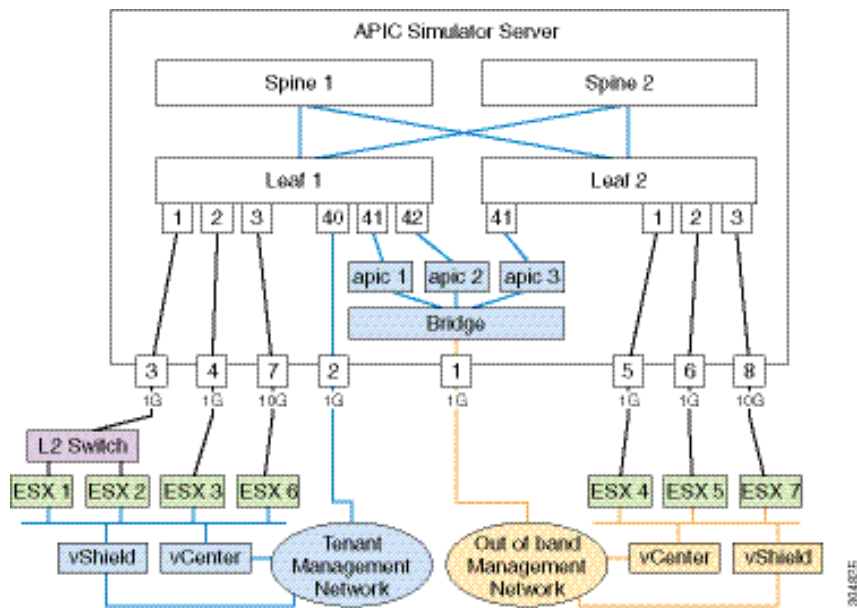 APIC Simulator Server
Spine 1 Spine 2
Leaf 1 Leaf 2
1 2 3 40 41 42 41 1 2 3
apic 1 apic 2 apic 3
Bridge
3 4 7 2 1 5 6 8
1G 1G 10G 1G 1G 1G 1G 10G
L2 Switch
ESX 1 ESX 2 ESX 3 ESX 6 ESX 4 ESX 5 ESX 7
vShield vCenter
Tenant
Management
Network
Out of band
Management
Network
vCenter vShield